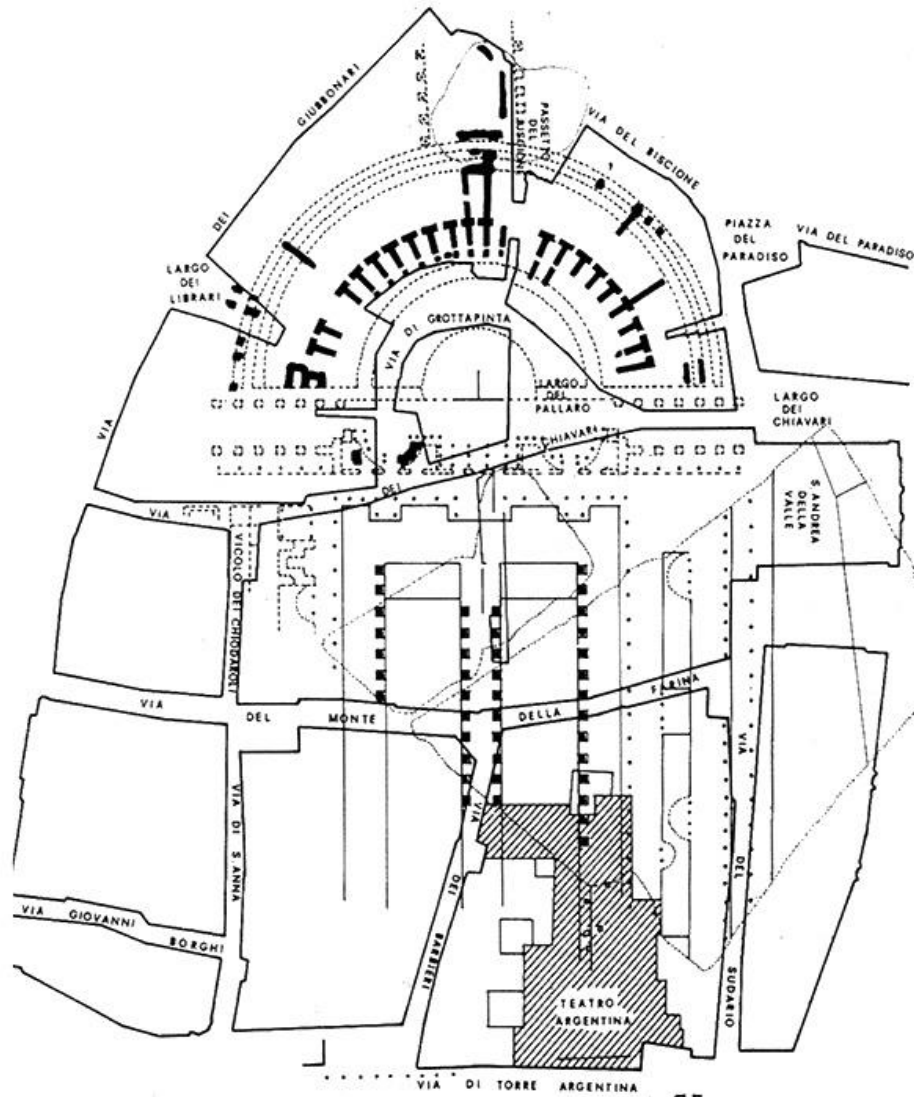 DEI GIUBBONARI
PASSETTO
DEL
BISCIONE
VIA DEL BISCIONE
PIAZZA
DEL
PARADISO
VIA DEL PARADISO
LARGO
DEI
LIBRARI
VIA DI GROTTAPINTA
LARGO
DEL
PALLARO
LARGO
DEI
CHIAVARI
VIA
VIA DEI CHIAVARI
S. ANDREA
DELLA
VALLE
VICOLO DEI CHIODAROLI
VIA DEL MONTE DELLA FARINA
VIA DI S. ANNA
VIA DEI BARBIERI
VIA DEL SUDARIO
VIA GIOVANNI BORGHI
TEATRO
ARGENTINA
VIA DI TORRE ARGENTINA